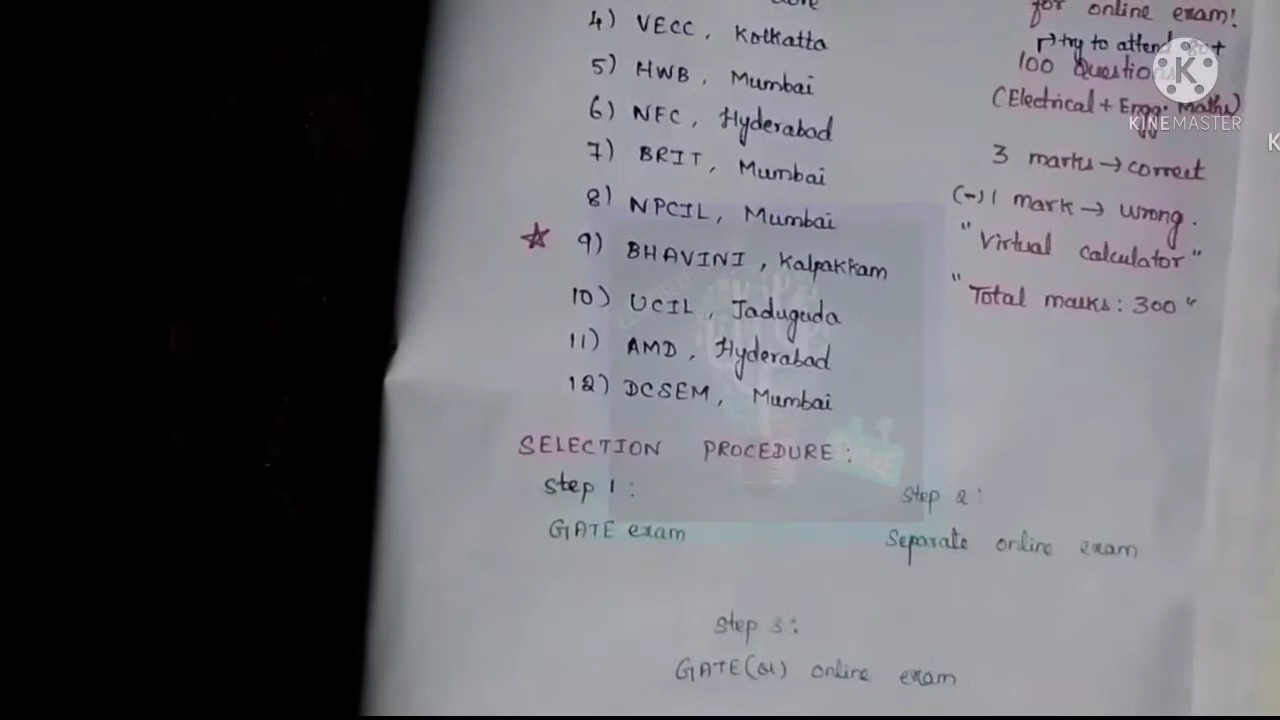 4) VECC, Kolkatta
5) HWB, Mumbai
6) NFC, Hyderabad
7) BRIT, Mumbai
8) NPCIL, Mumbai
9) BHAVINI, Kalpakkam
10) UCIL, Jaduguda
11) AMD, Hyderabad
12) DCSEM, Mumbai
for online exam!
try to attend
100 Questions
(Electrical + Engg. Maths)
3 marks → correct
(-) 1 mark → wrong.
"Virtual calculator"
"Total marks: 300"
KINEMASTER
SELECTION PROCEDURE:
Step 1:
GATE exam
Step 2:
Separate online exam
Step 3:
GATE (or) online exam